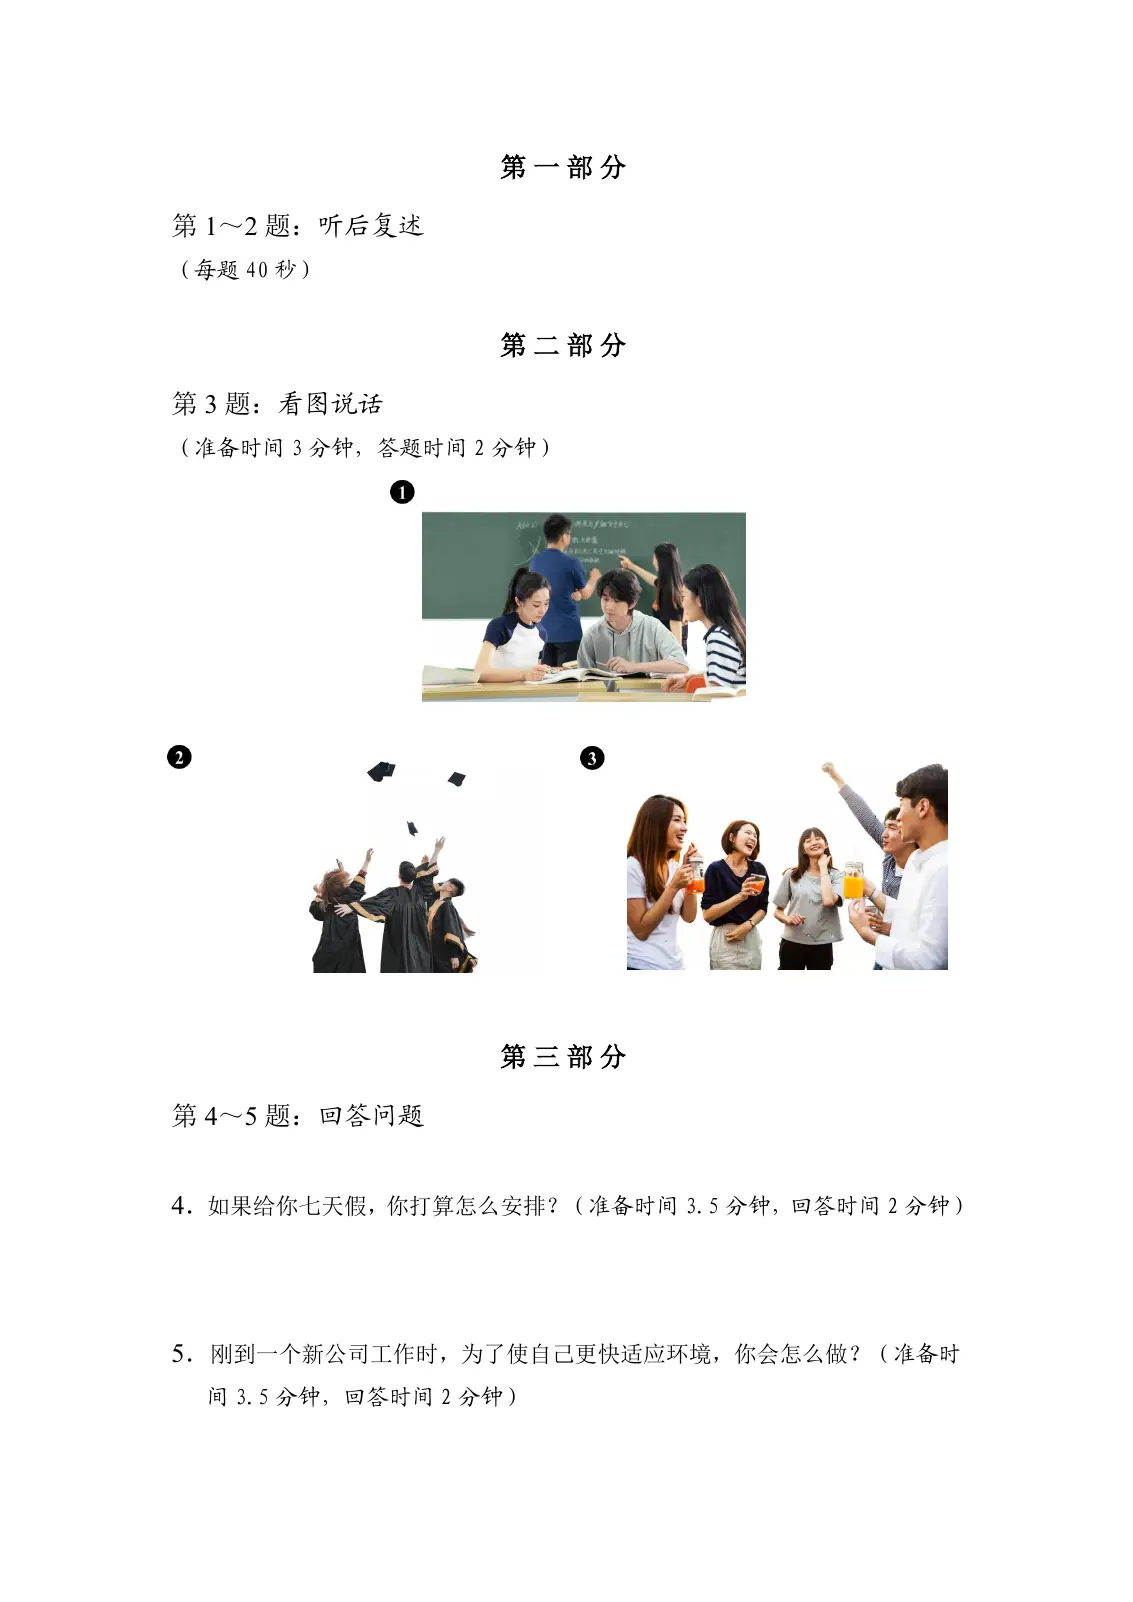 第一部分
第 1～2 题：听后复述
（每题 40 秒）
第二部分
第 3 题：看图说话
（准备时间 3 分钟，答题时间 2 分钟）
1
2
3
第三部分
第 4～5 题：回答问题
4．如果给你七天假，你打算怎么安排？（准备时间 3.5 分钟，回答时间 2 分钟）
5．刚到一个新公司工作时，为了使自己更快适应环境，你会怎么做？（准备时
间 3.5 分钟，回答时间 2 分钟）